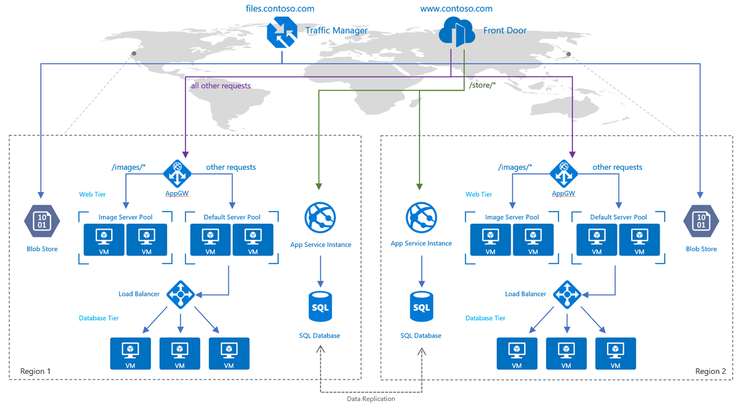 files.contoso.com
www.contoso.com
Traffic Manager
Front Door
all other requests
/store/*
/images/*
other requests
/images/*
other requests
AppGW
AppGW
Web Tier
Web Tier
Image Server Pool
Default Server Pool
Image Server Pool
Default Server Pool
10
01
Blob Store
VM
VM
VM
VM
App Service Instance
App Service Instance
VM
VM
VM
VM
10
01
Blob Store
Load Balancer
Load Balancer
Database Tier
Database Tier
SQL
SQL
SQL Database
SQL Database
VM
VM
VM
VM
VM
VM
Region 1
Region 2
Data Replication